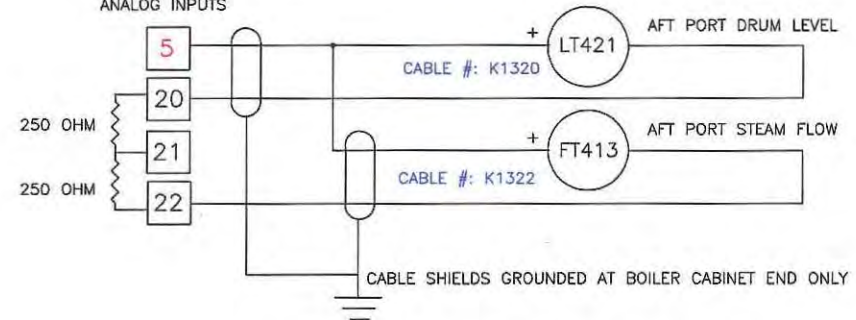 ANALOG INPUTS
5
+
LT421
AFT PORT DRUM LEVEL
CABLE #: K1320
20
250 OHM
21
+
FT413
AFT PORT STEAM FLOW
250 OHM
22
CABLE #: K1322
CABLE SHIELDS GROUNDED AT BOILER CABINET END ONLY